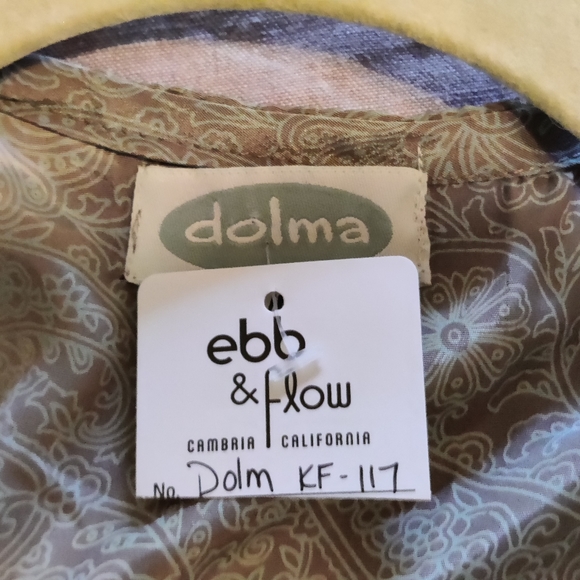 dolma
ebb
& flow
CAMBRIA CALIFORNIA
No. Dolm KF-117